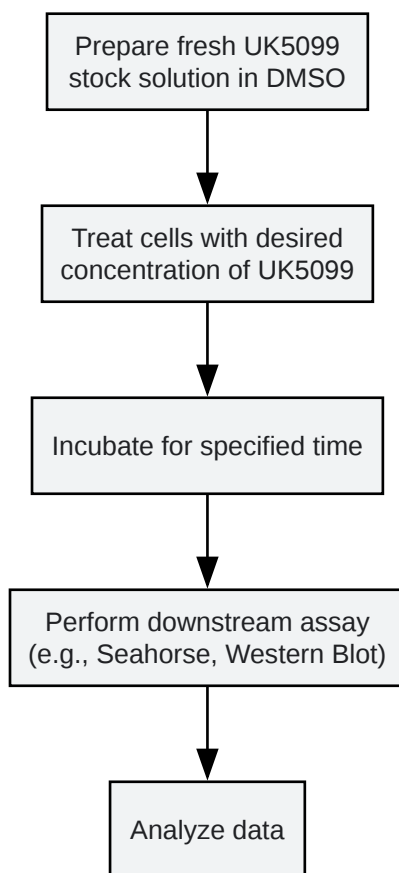 Prepare fresh UK5099
stock solution in DMSO
Treat cells with desired
concentration of UK5099
Incubate for specified time
Perform downstream assay
(e.g., Seahorse, Western Blot)
Analyze data